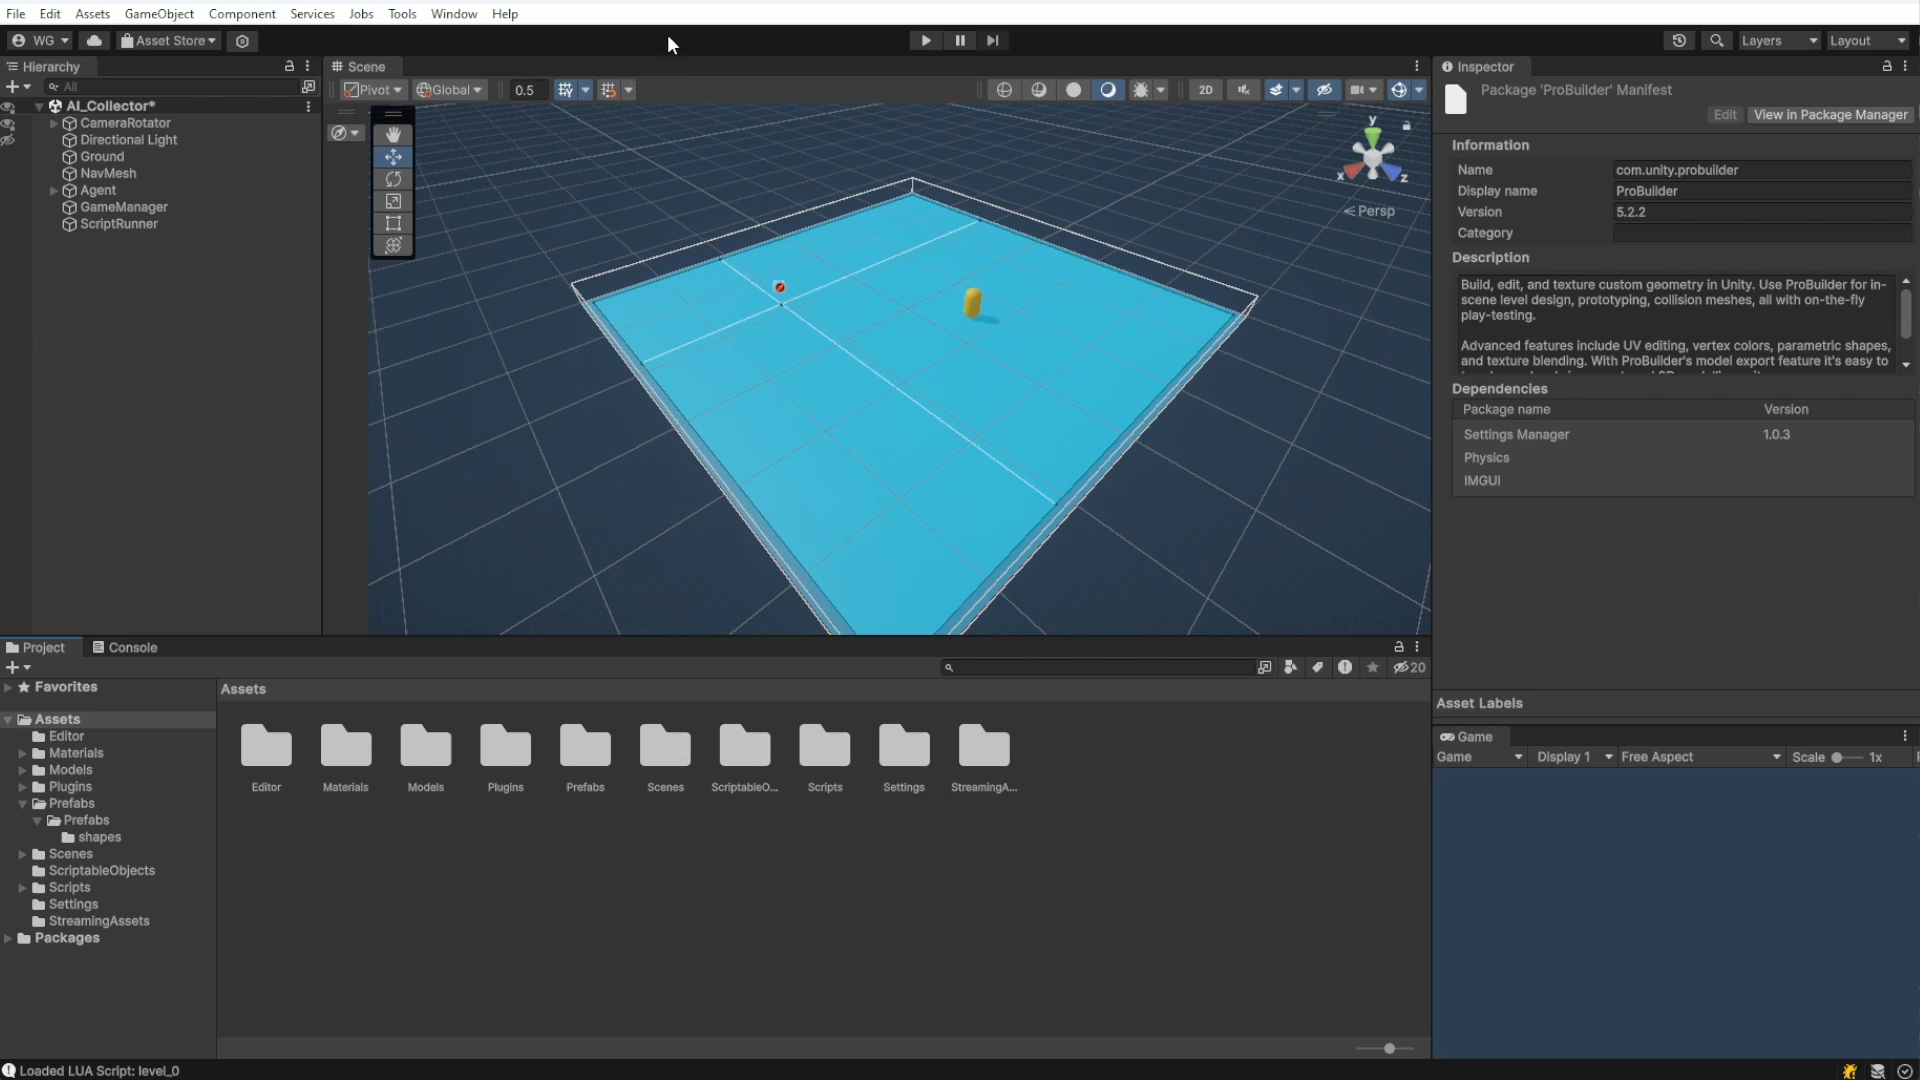 File Edit Assets GameObject Component Services Jobs Tools Window Help
WG Asset Store Layers Layout
Hierarchy
All
AI_Collector*
CameraRotator
Directional Light
Ground
NavMesh
Agent
GameManager
ScriptRunner
Scene
Pivot Global 0.5 2D
y
x
z
Persp
Inspector
Package 'ProBuilder' Manifest
Edit View in Package Manager
Information
Name com.unity.probuilder
Display name ProBuilder
Version 5.2.2
Category
Description
Build, edit, and texture custom geometry in Unity. Use ProBuilder for in-
scene level design, prototyping, collision meshes, all with on-the-fly
play-testing.
Advanced features include UV editing, vertex colors, parametric shapes,
and texture blending. With ProBuilder's model export feature it's easy to
Dependencies
Package name Version
Settings Manager 1.0.3
Physics
IMGUI
Asset Labels
Game
Game Display 1 Free Aspect Scale 1x
Project Console
20
Favorites
Assets
Editor
Materials
Models
Plugins
Prefabs
Prefabs
shapes
Scenes
ScriptableObjects
Scripts
Settings
StreamingAssets
Packages
Assets
Editor Materials Models Plugins Prefabs Scenes ScriptableO... Scripts Settings StreamingA...
Loaded LUA Script: level_0